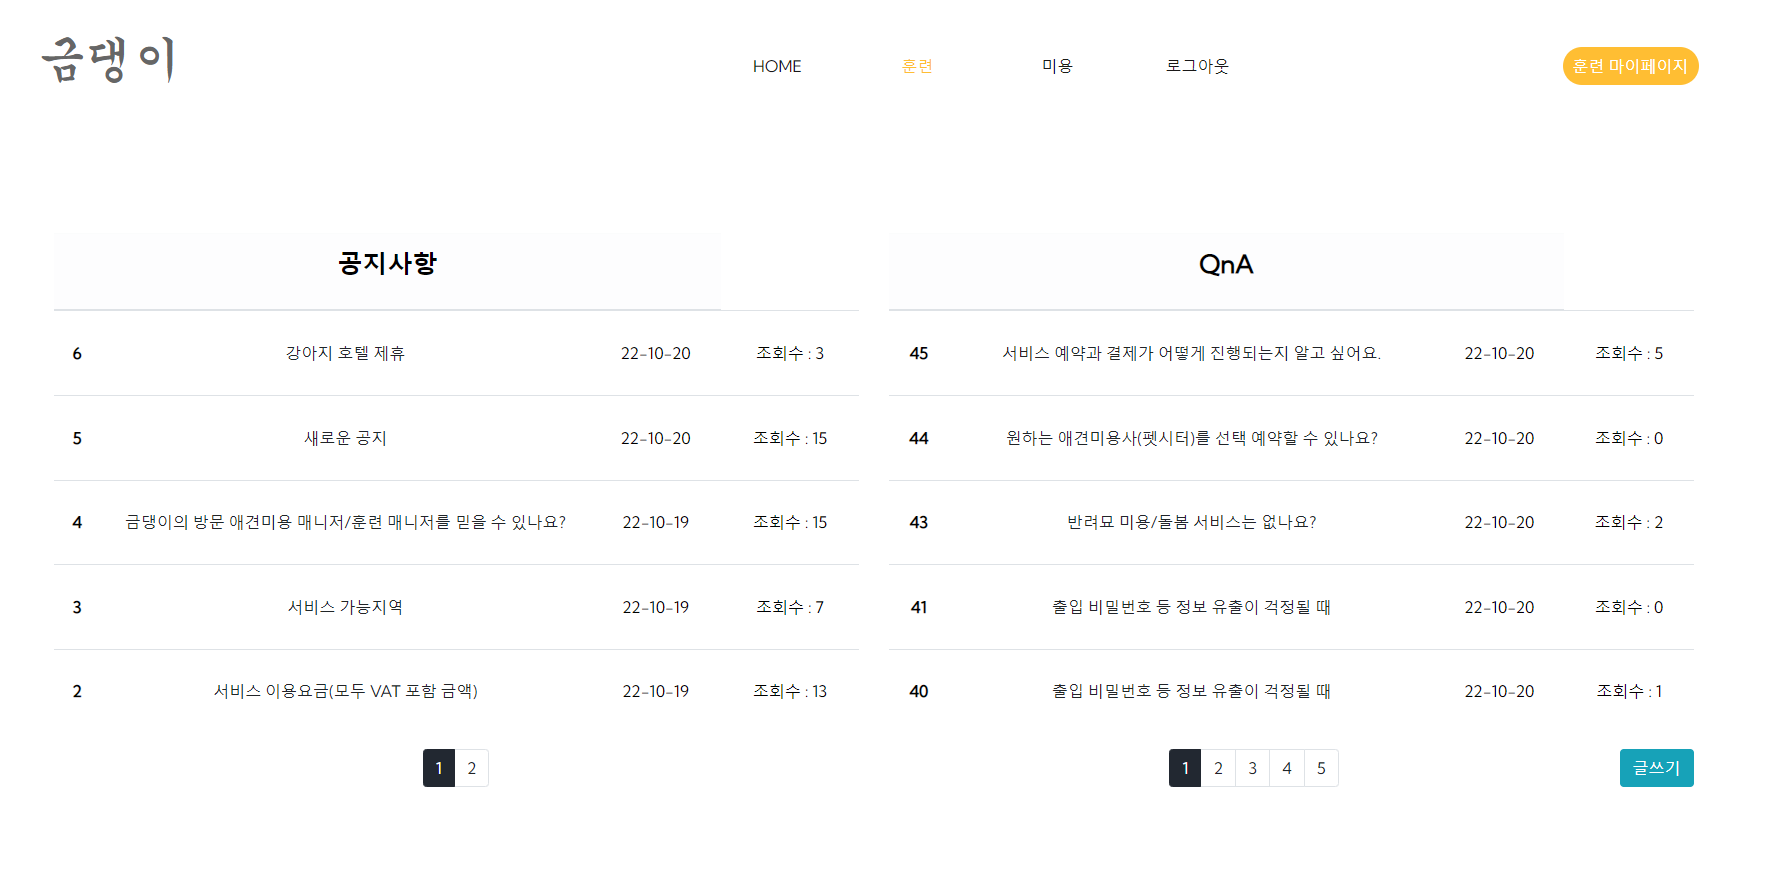 금댕이
HOME 훈련 미용 로그아웃 훈련 마이페이지
공지사항
6 강아지 호텔 제휴 22-10-20 조회수 : 3
5 새로운 공지 22-10-20 조회수 : 15
4 금댕이의 방문 애견미용 매니저/훈련 매니저를 믿을 수 있나요? 22-10-19 조회수 : 15
3 서비스 가능지역 22-10-19 조회수 : 7
2 서비스 이용요금(모두 VAT 포함 금액) 22-10-19 조회수 : 13
1 2
QnA
45 서비스 예약과 결제가 어떻게 진행되는지 알고 싶어요. 22-10-20 조회수 : 5
44 원하는 애견미용사(펫시터)를 선택 예약할 수 있나요? 22-10-20 조회수 : 0
43 반려묘 미용/돌봄 서비스는 없나요? 22-10-20 조회수 : 2
41 출입 비밀번호 등 정보 유출이 걱정될 때 22-10-20 조회수 : 0
40 출입 비밀번호 등 정보 유출이 걱정될 때 22-10-20 조회수 : 1
1 2 3 4 5
글쓰기